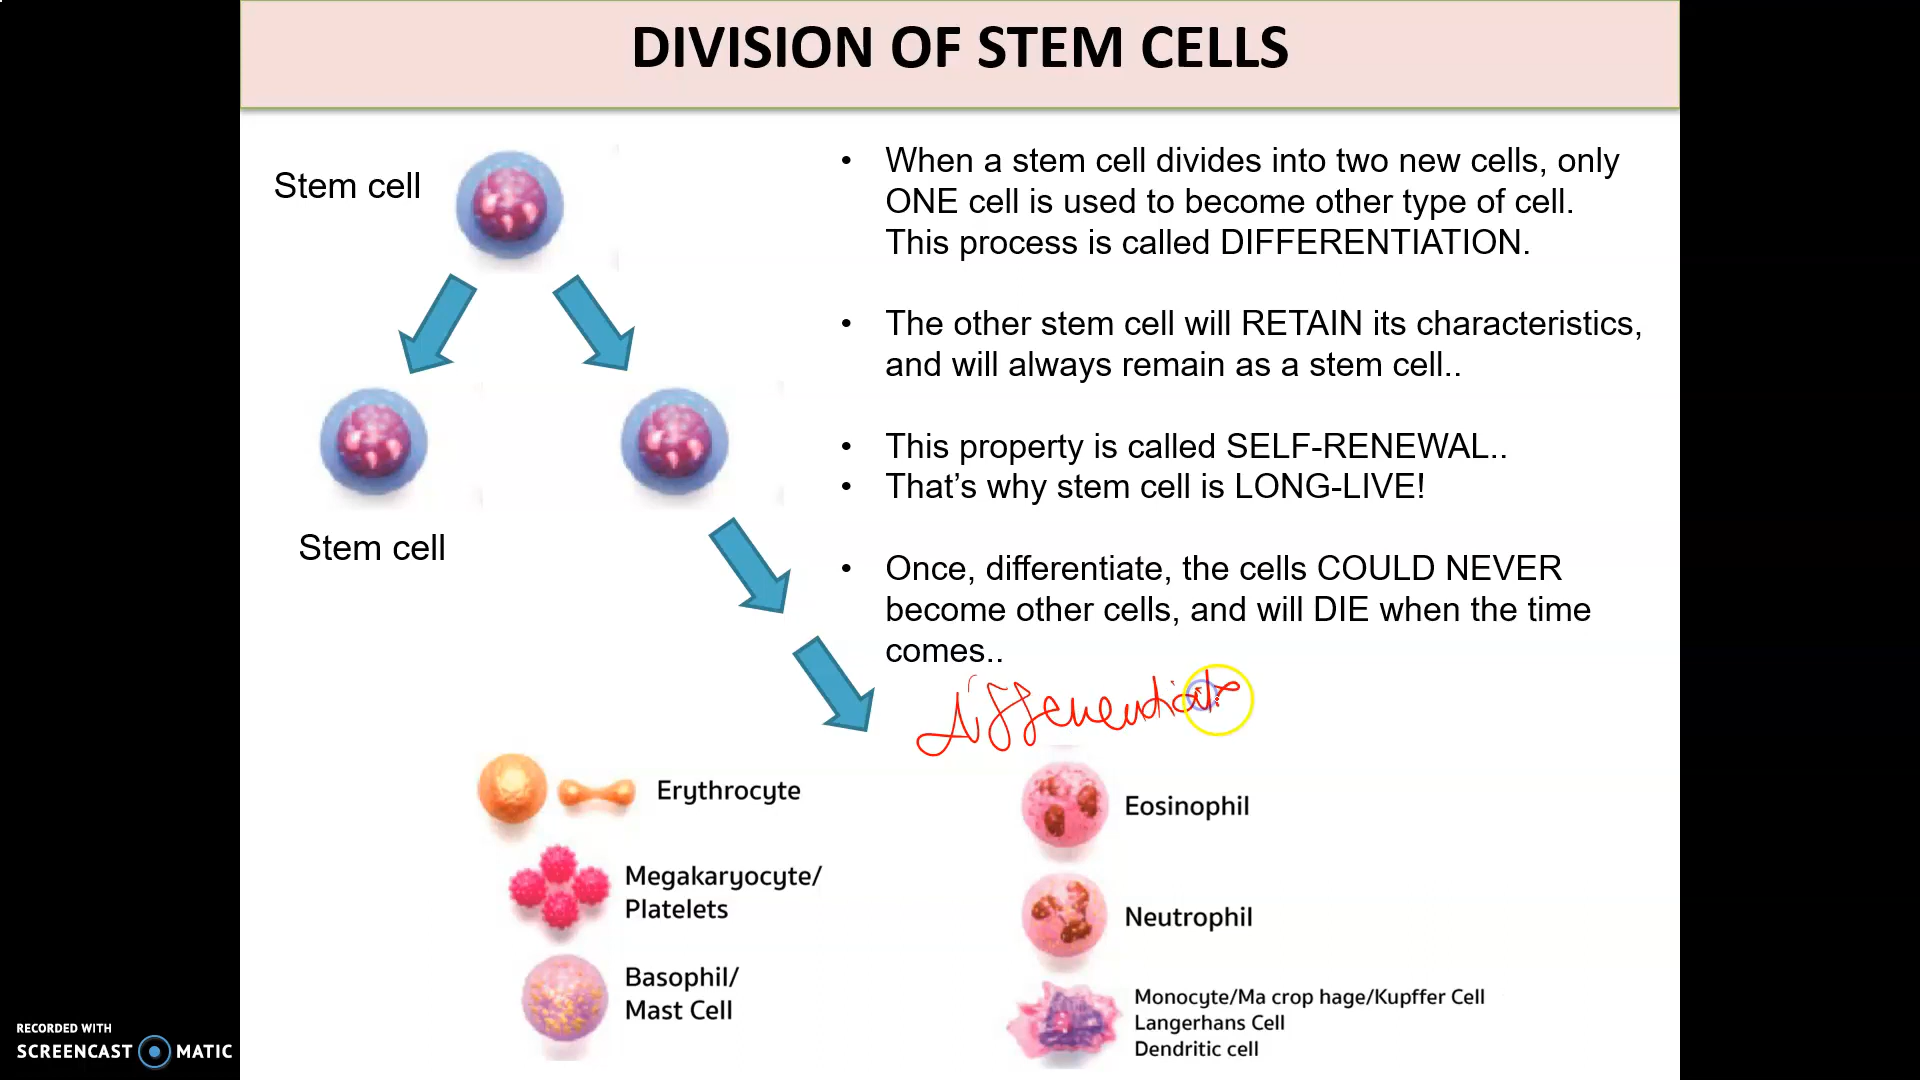 DIVISION OF STEM CELLS
Stem cell
Stem cell
• When a stem cell divides into two new cells, only
ONE cell is used to become other type of cell.
This process is called DIFFERENTIATION.
• The other stem cell will RETAIN its characteristics,
and will always remain as a stem cell..
• This property is called SELF-RENEWAL..
• That's why stem cell is LONG-LIVE!
• Once, differentiate, the cells COULD NEVER
become other cells, and will DIE when the time
comes..
Erythrocyte
Megakaryocyte/
Platelets
Basophil/
Mast Cell
Eosinophil
Neutrophil
Monocyte/Ma crop hage/Kupffer Cell
Langerhans Cell
Dendritic cell
RECORDED WITH
SCREENCAST MATIC